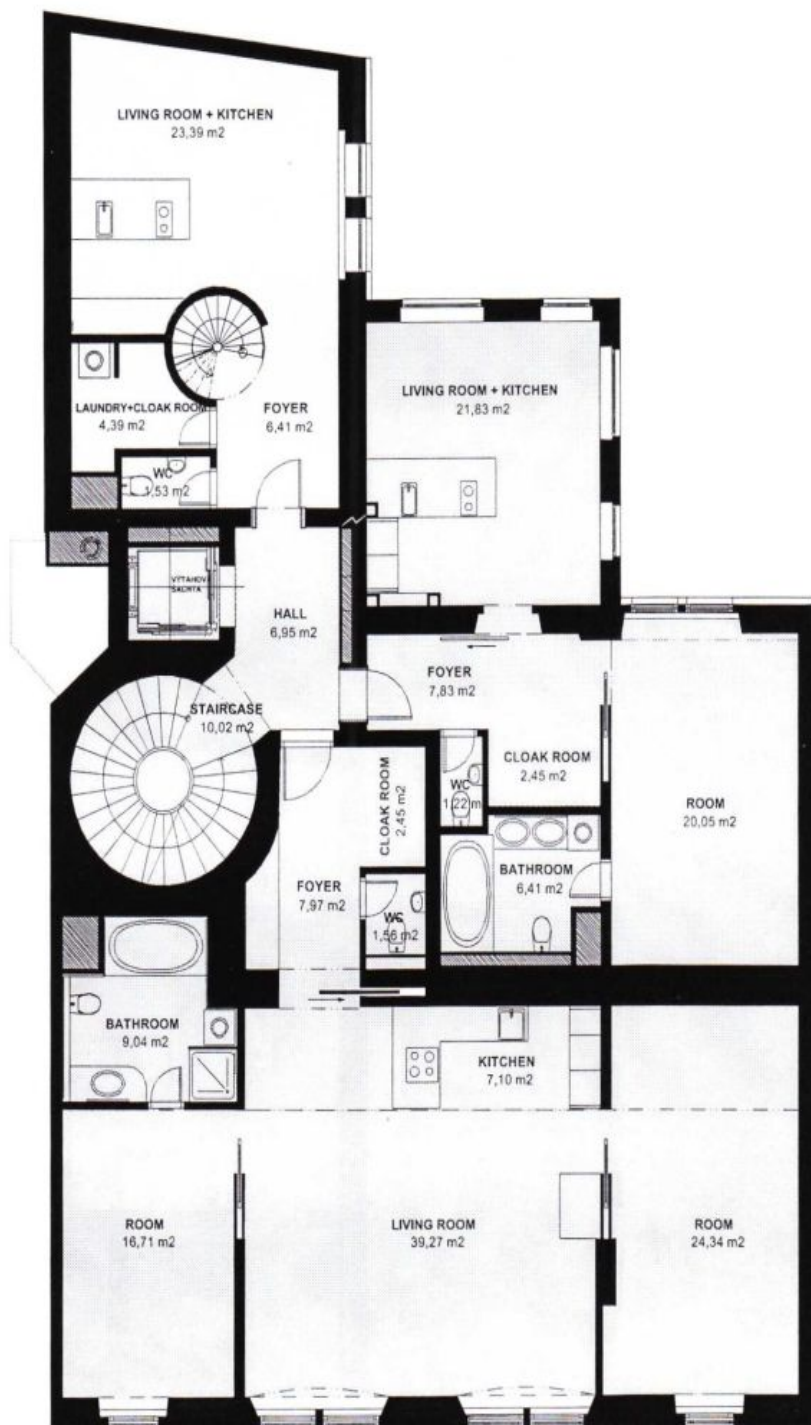 LIVING ROOM + KITCHEN
23,39 m2
LAUNDRY+CLOAK ROOM
4,39 m2
FOYER
6,41 m2
WC
1,53 m2
LIVING ROOM + KITCHEN
21,83 m2
VÝTAHOVÁ
ŠACHTA
HALL
6,95 m2
STAIRCASE
10,02 m2
FOYER
7,83 m2
CLOAK ROOM
2,45 m2
WC
1,22 m
ROOM
20,05 m2
CLOAK ROOM
2,45 m2
FOYER
7,97 m2
WC
1,56 m2
BATHROOM
6,41 m2
BATHROOM
9,04 m2
KITCHEN
7,10 m2
ROOM
16,71 m2
LIVING ROOM
39,27 m2
ROOM
24,34 m2